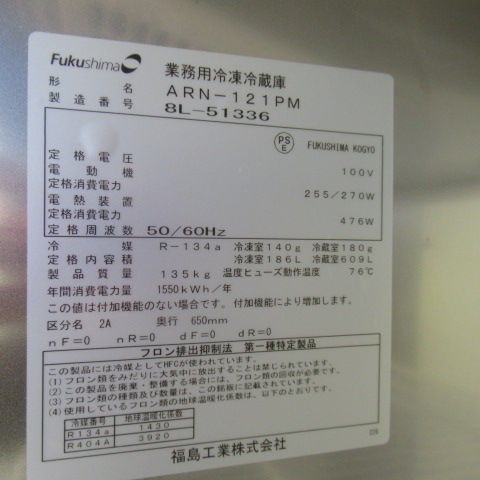 Fukushima
業務用冷凍冷蔵庫
形名 ARN-121PM
製造番号 8L-51336
PS E FUKUSHIMA KOGYO
定格電圧 100V
電動機
定格消費電力 255/270W
電熱装置
定格消費電力 476W
定格周波数 50/60Hz
冷媒 R-134a 冷凍室140g 冷蔵室180g
定格内容積 冷凍室186L 冷蔵室609L
製品質量 135kg 温度ヒューズ動作温度 76℃
年間消費電力量 1550kWh/年
この値は付加機能のない場合です。付加機能により増加します。
区分名 2A 奥行 650mm
nF=0 nR=0 dF=0 dR=0
フロン排出抑制法 第一種特定製品
この製品には冷媒としてHFCが使われています。
(1)フロン類をみだりに大気中に放出することは禁じられています。
(2)この製品を廃棄・整備する場合には、フロン類の回収が必要です。
(3)フロン類の種類及び数量は、この銘板に記載されています。
(4)使用しているフロン類の地球温暖化係数は、以下のとおりです。
冷媒番号 地球温暖化係数
R134a 1430
R404A 3920
福島工業株式会社